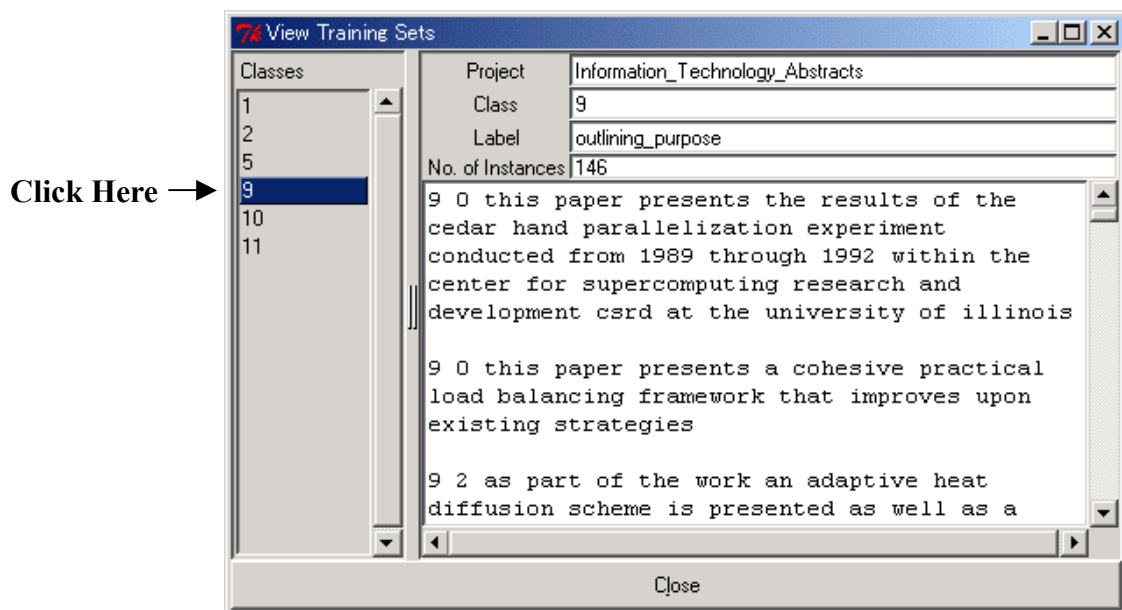 View Training Sets
Classes
1
2
5
9
10
11
Click Here
Project Information_Technology_Abstracts
Class 9
Label outlining_purpose
No. of Instances 146
9 0 this paper presents the results of the
cedar hand parallelization experiment
conducted from 1989 through 1992 within the
center for supercomputing research and
development csrd at the university of illinois
9 0 this paper presents a cohesive practical
load balancing framework that improves upon
existing strategies
9 2 as part of the work an adaptive heat
diffusion scheme is presented as well as a
Close